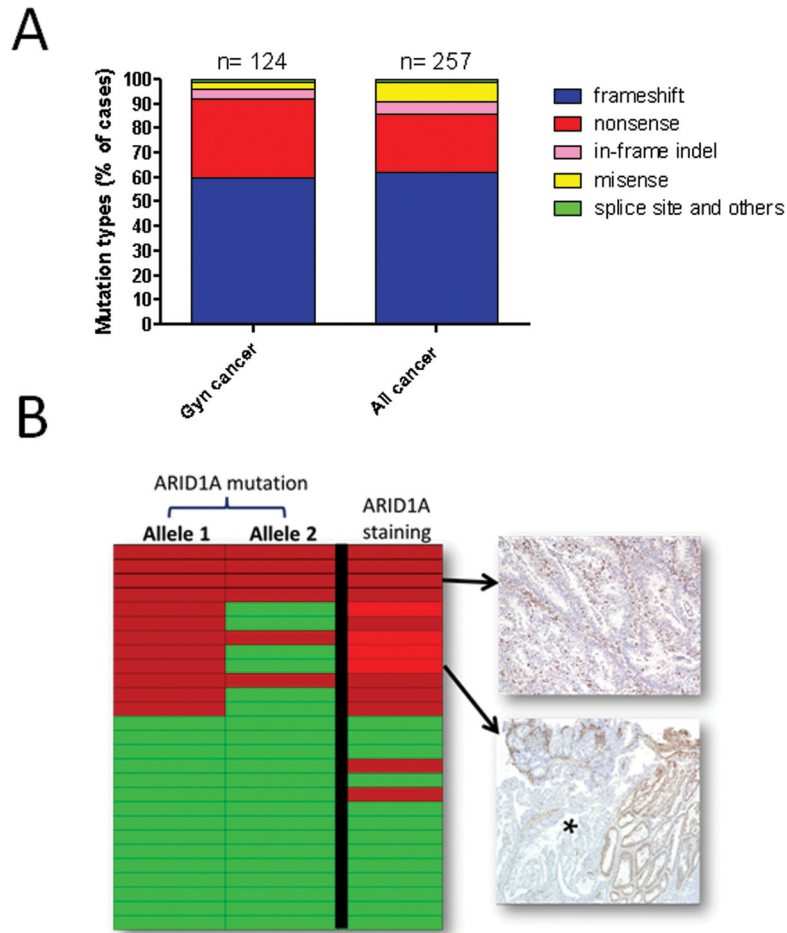 A
n= 124
n= 257
Mutation types (% of cases)
100
90
80
70
60
50
40
30
20
10
0
Gyn cancer
All cancer
frameshift
nonsense
in-frame indel
misense
splice site and others
B
ARID1A mutation
Allele 1
Allele 2
ARID1A
staining
*